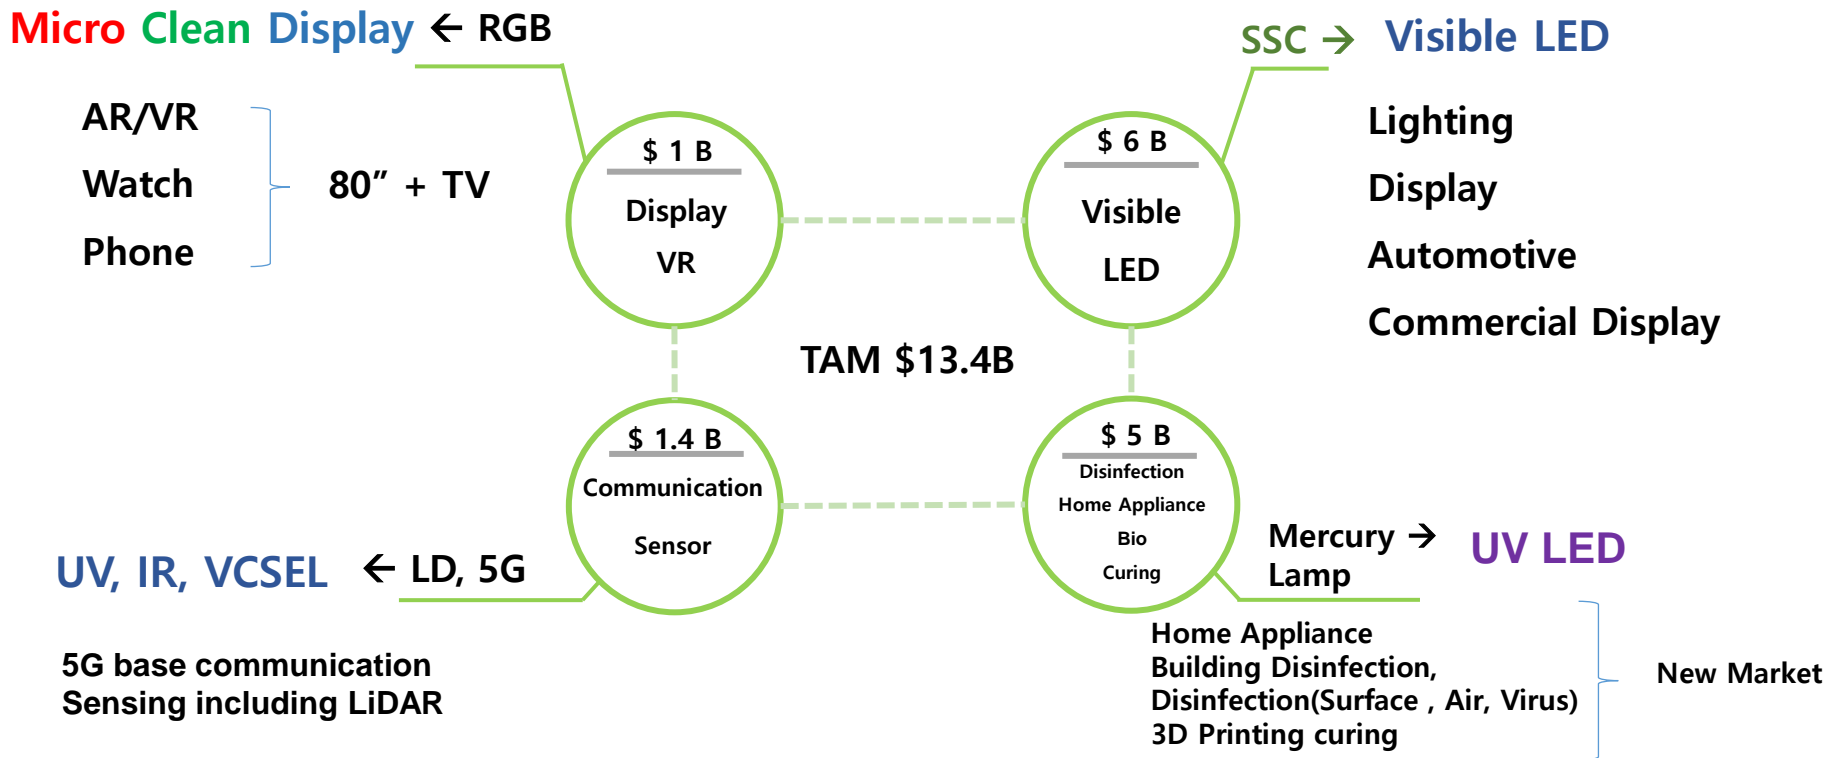 Micro Clean Display ← RGB
AR/VR
Watch
Phone
80” + TV
$ 1 B
Display
VR
SSC → Visible LED
$ 6 B
Visible
LED
Lighting
Display
Automotive
Commercial Display
TAM $13.4B
$ 1.4 B
Communication
Sensor
UV, IR, VCSEL ← LD, 5G
5G base communication
Sensing including LiDAR
$ 5 B
Disinfection
Home Appliance
Bio
Curing
Mercury →
Lamp
UV LED
Home Appliance
Building Disinfection,
Disinfection(Surface , Air, Virus)
3D Printing curing
New Market